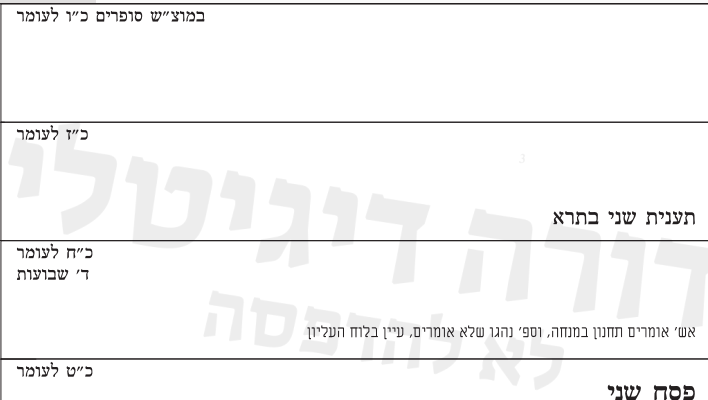 במוצ״ש סופרים כ״ו לעומר
כ״ז לעומר
תענית שני בתרא
כ״ח לעומר
ד׳ שבועות
אש׳ אומרים תחנון במנחה, וספ׳ נהגו שלא אומרים, עיין בלוח העליון
כ״ט לעומר
פסח שני
דורה דיגיטלי
לא להדפסה